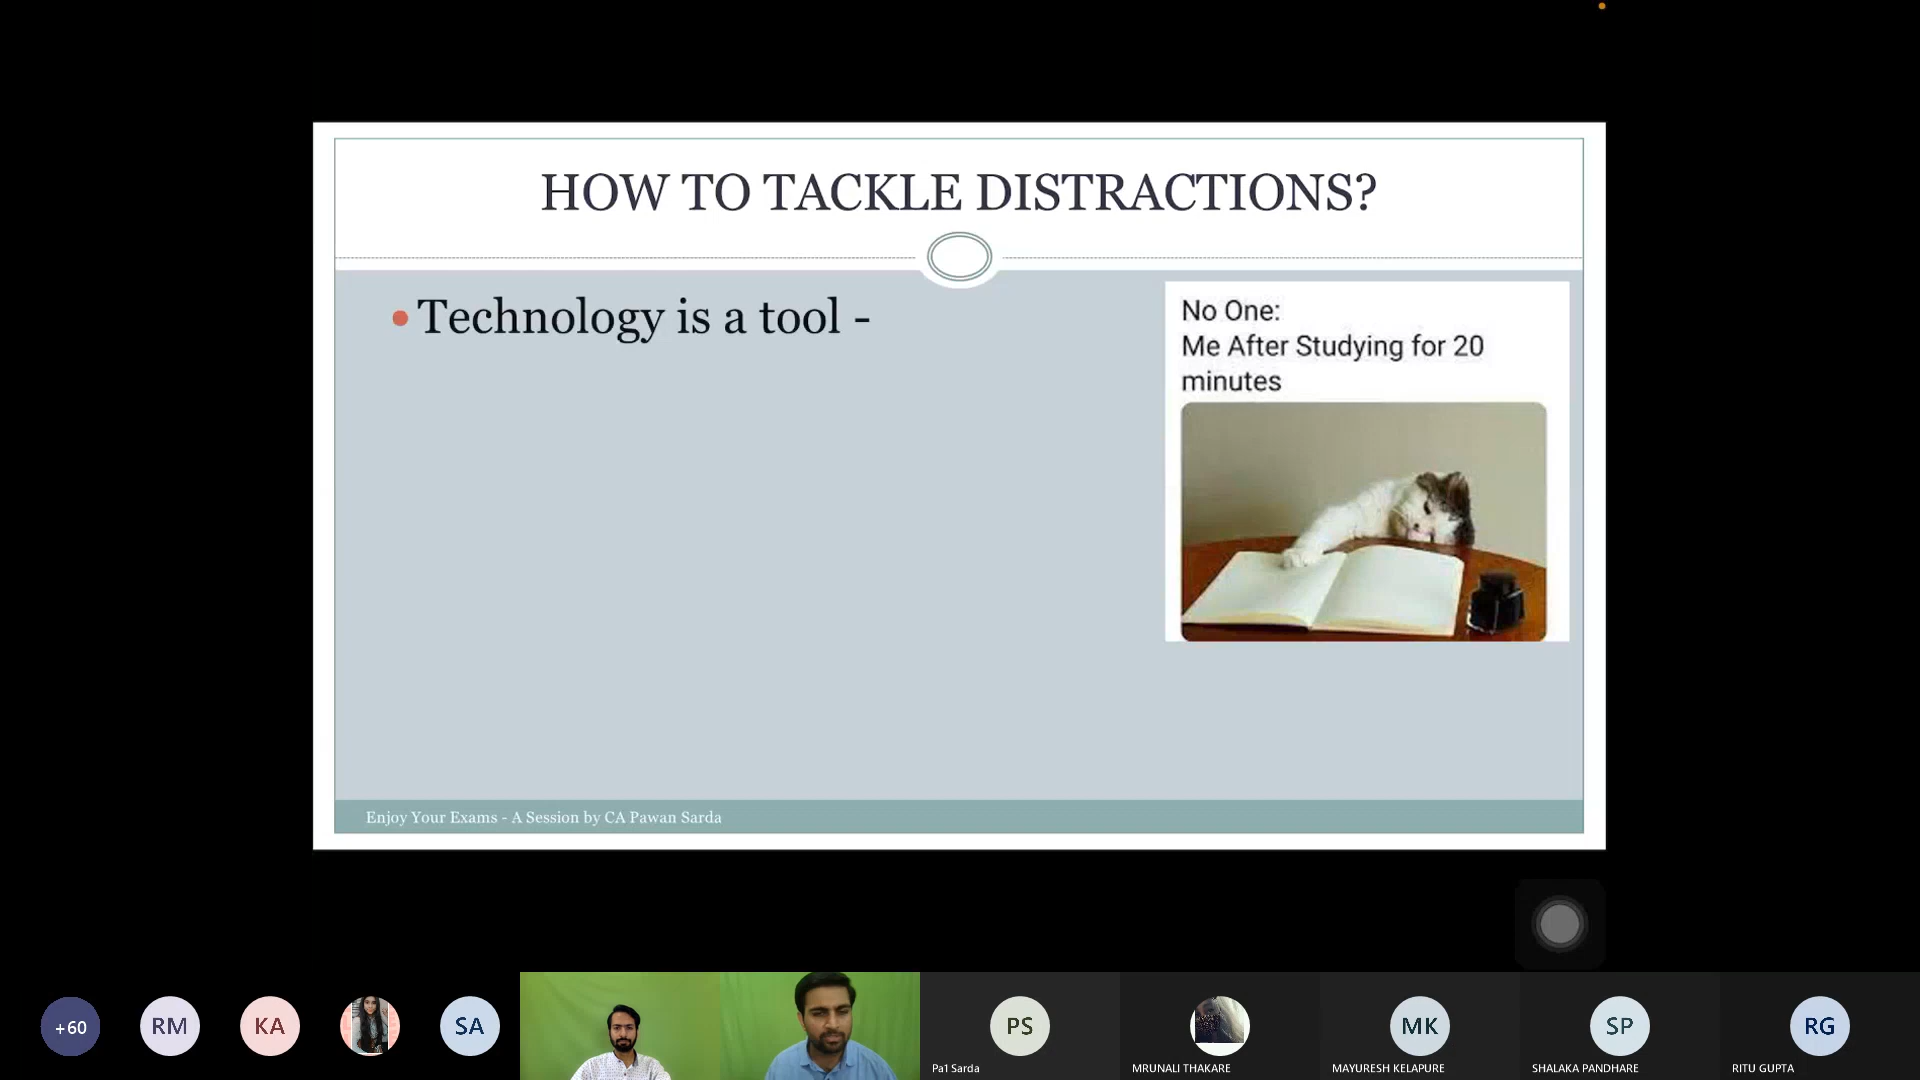 HOW TO TACKLE DISTRACTIONS?
• Technology is a tool -
No One:
Me After Studying for 20
minutes
Enjoy Your Exams - A Session by CA Pawan Sarda
+60
RM
KA
SA
PS
Pa1 Sarda
MRUNALI THAKARE
MK
MAYURESH KELAPURE
SP
SHALAKA PANDHARE
RG
RITU GUPTA